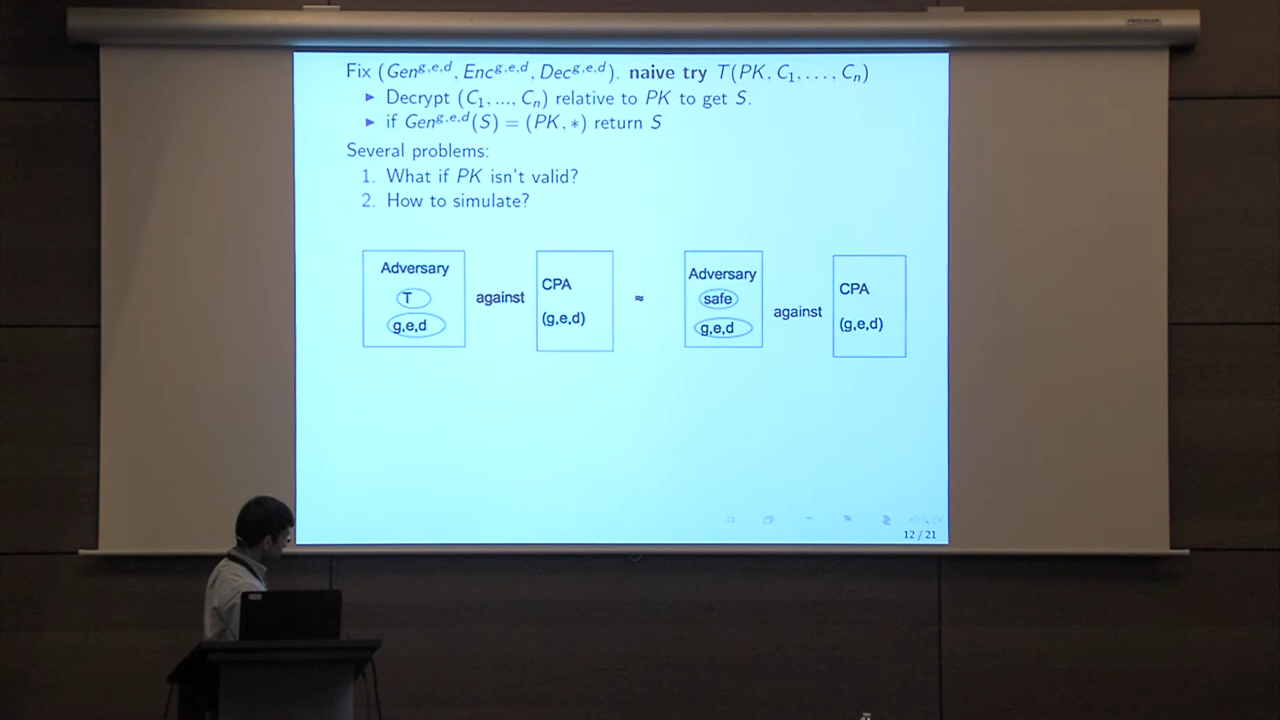 Fix (Gen^{g,e,d}, Enc^{g,e,d}, Dec^{g,e,d}). naive try T(PK, C_1, ..., C_n)
► Decrypt (C_1, ..., C_n) relative to PK to get S.
► if Gen^{g,e,d}(S) = (PK, *) return S
Several problems:
1. What if PK isn't valid?
2. How to simulate?
Adversary
T
g,e,d
against
CPA
(g,e,d)
≈
Adversary
safe
g,e,d
against
CPA
(g,e,d)
12 / 21